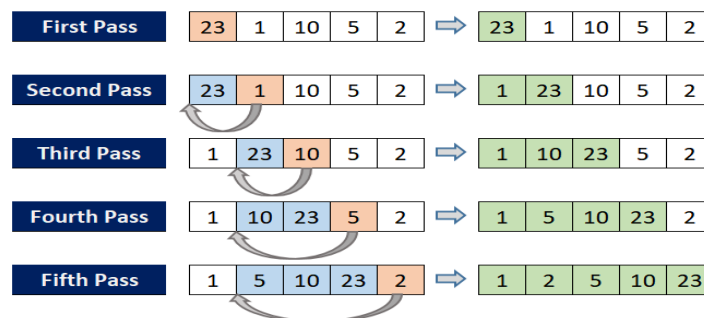 First Pass 23 1 10 5 2 23 1 10 5 2
Second Pass 23 1 10 5 2 1 23 10 5 2
Third Pass 1 23 10 5 2 1 10 23 5 2
Fourth Pass 1 10 23 5 2 1 5 10 23 2
Fifth Pass 1 5 10 23 2 1 2 5 10 23